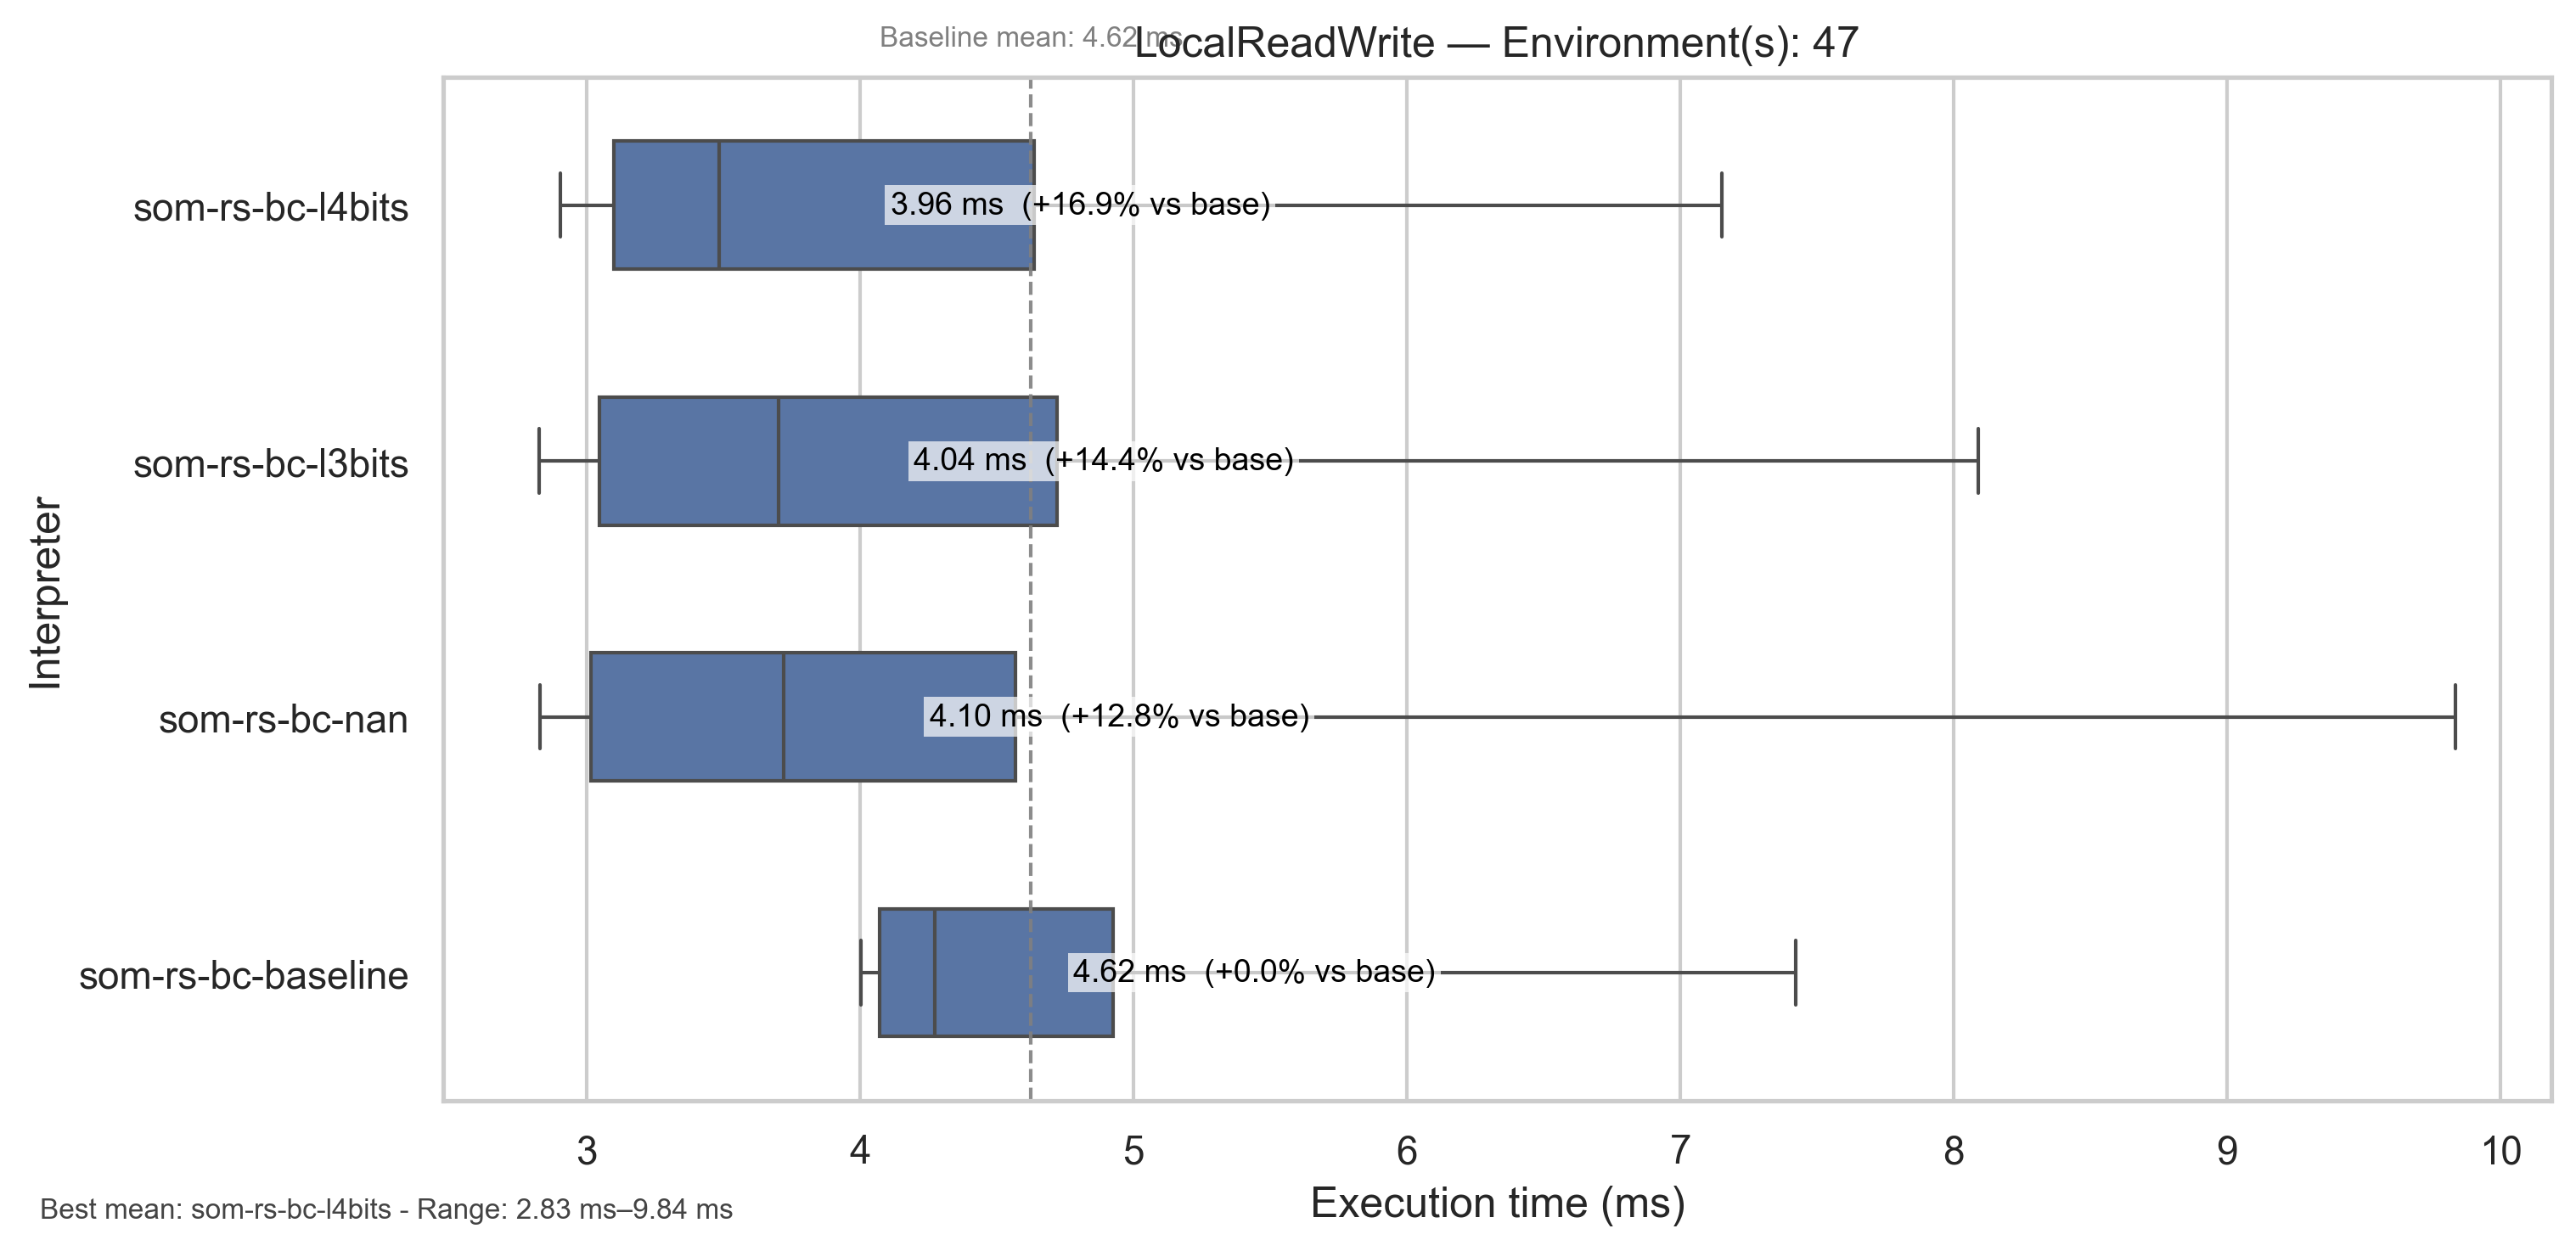 Baseline mean: 4.62 ms
LocalReadWrite — Environment(s): 47
Interpreter
som-rs-bc-l4bits
3.96 ms (+16.9% vs base)
som-rs-bc-l3bits
4.04 ms (+14.4% vs base)
som-rs-bc-nan
4.10 ms (+12.8% vs base)
som-rs-bc-baseline
4.62 ms (+0.0% vs base)
3 4 5 6 7 8 9 10
Execution time (ms)
Best mean: som-rs-bc-l4bits - Range: 2.83 ms–9.84 ms